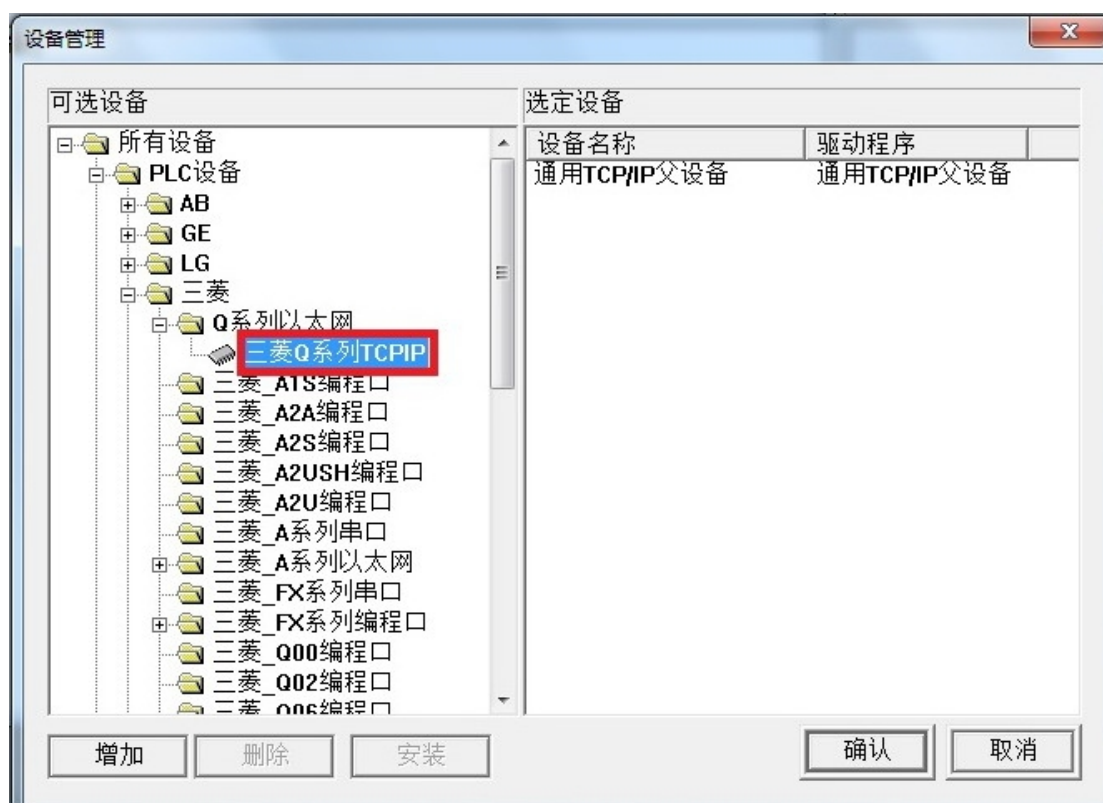 设备管理
可选设备
选定设备
所有设备
PLC设备
AB
GE
LG
三菱
Q系列以太网
三菱Q系列TCPIP
三菱_A1S编程口
三菱_A2A编程口
三菱_A2S编程口
三菱_A2USH编程口
三菱_A2U编程口
三菱_A系列串口
三菱_A系列以太网
三菱_FX系列串口
三菱_FX系列编程口
三菱_Q00编程口
三菱_Q02编程口
三菱_Q06编程口
设备名称 驱动程序
通用TCP/IP父设备 通用TCP/IP父设备
增加 删除 安装 确认 取消